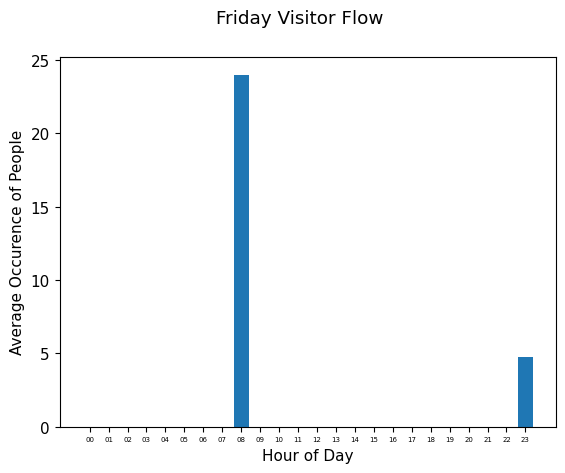 Friday Visitor Flow
Average Occurence of People
25
20
15
10
5
0
00 01 02 03 04 05 06 07 08 09 10 11 12 13 14 15 16 17 18 19 20 21 22 23
Hour of Day